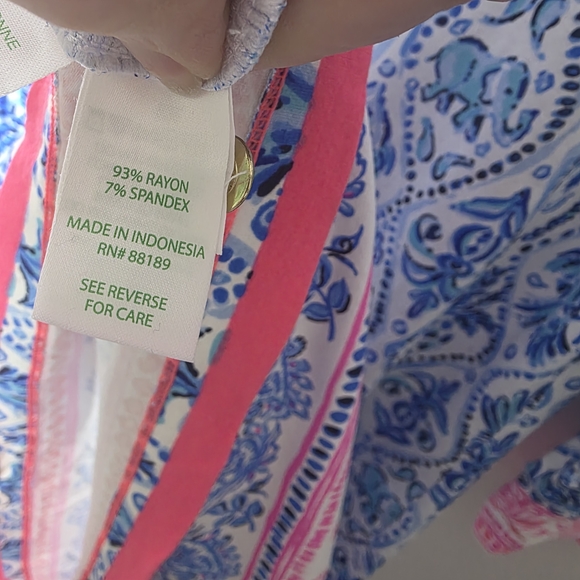 93% RAYON
7% SPANDEX
MADE IN INDONESIA
RN# 88189
SEE REVERSE
FOR CARE